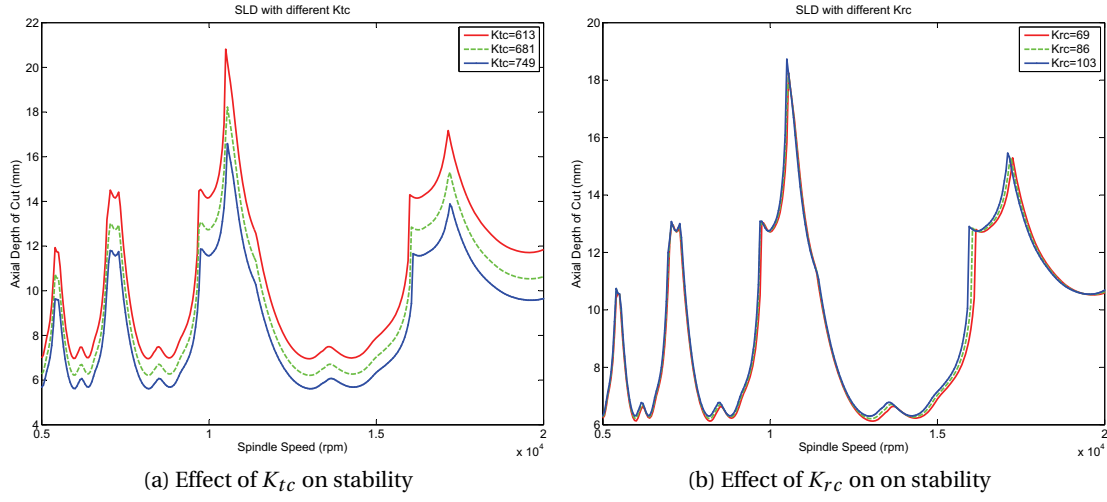 SLD with different Ktc
Ktc=613
Ktc=681
Ktc=749
Axial Depth of Cut (mm)
22
20
18
16
14
12
10
8
6
4
0.5
1
1.5
2
Spindle Speed (rpm)
x 10^4
(a) Effect of K_tc on stability
SLD with different Krc
Krc=69
Krc=86
Krc=103
Axial Depth of Cut (mm)
20
18
16
14
12
10
8
6
0.5
1
1.5
2
Spindle Speed (rpm)
x 10^4
(b) Effect of K_rc on on stability